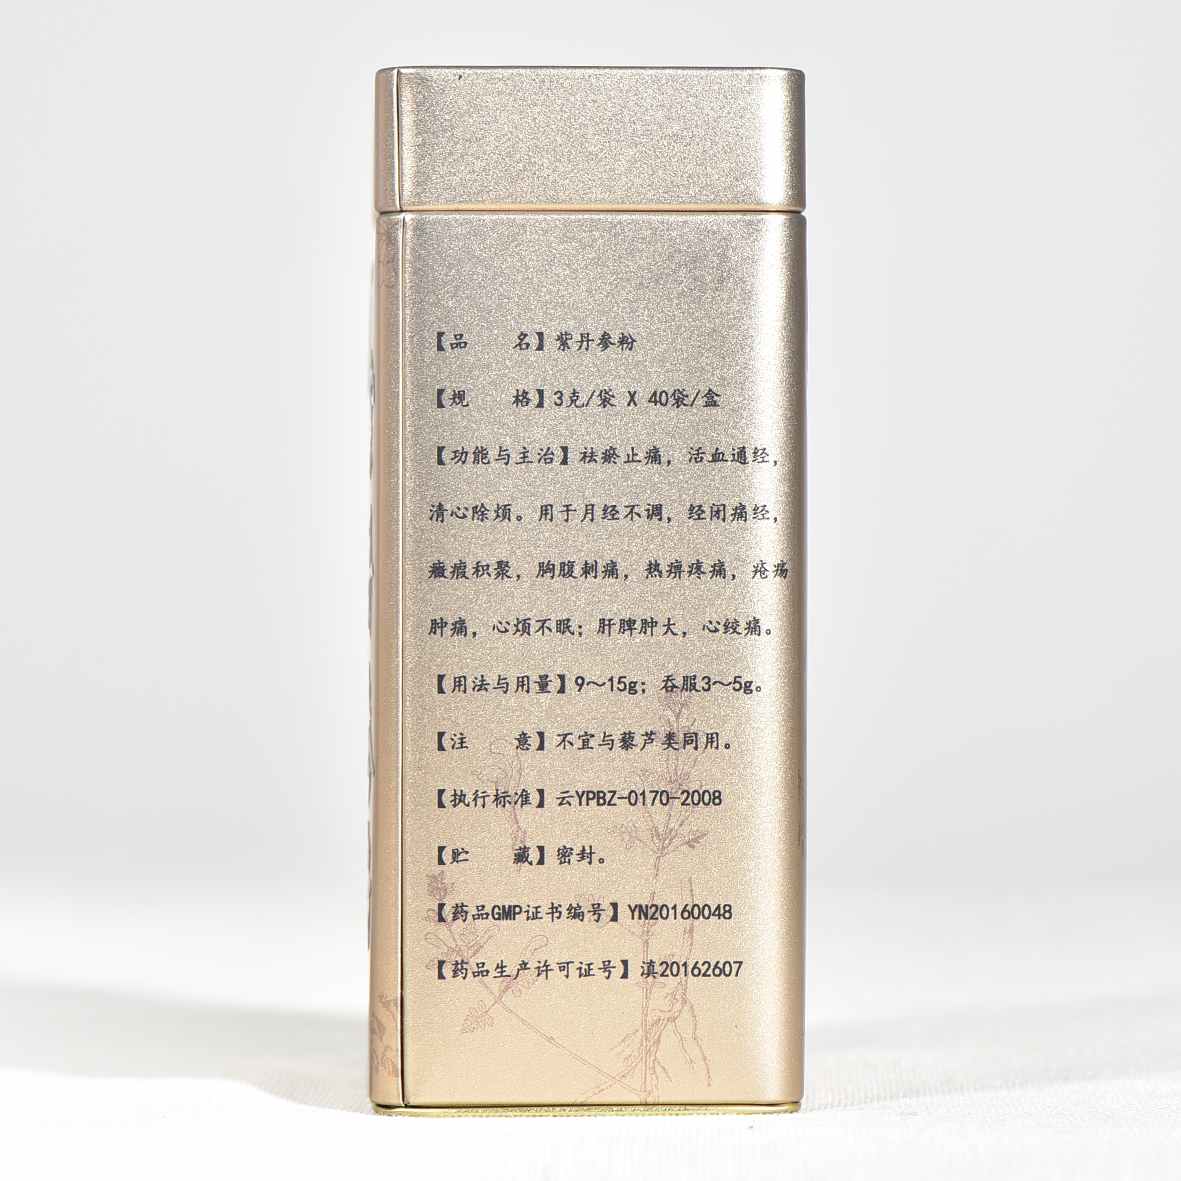 【品　　名】紫丹参粉
【规　　格】3克/袋 X 40袋/盒
【功能与主治】祛瘀止痛，活血通经，
清心除烦。用于月经不调，经闭痛经，
癥瘕积聚，胸腹刺痛，热痹疼痛，疮疡
肿痛，心烦不眠；肝脾肿大，心绞痛。
【用法与用量】9～15g；吞服3～5g。
【注　　意】不宜与藜芦类同用。
【执行标准】云YPBZ-0170-2008
【贮　　藏】密封。
【药品GMP证书编号】YN20160048
【药品生产许可证号】滇20162607